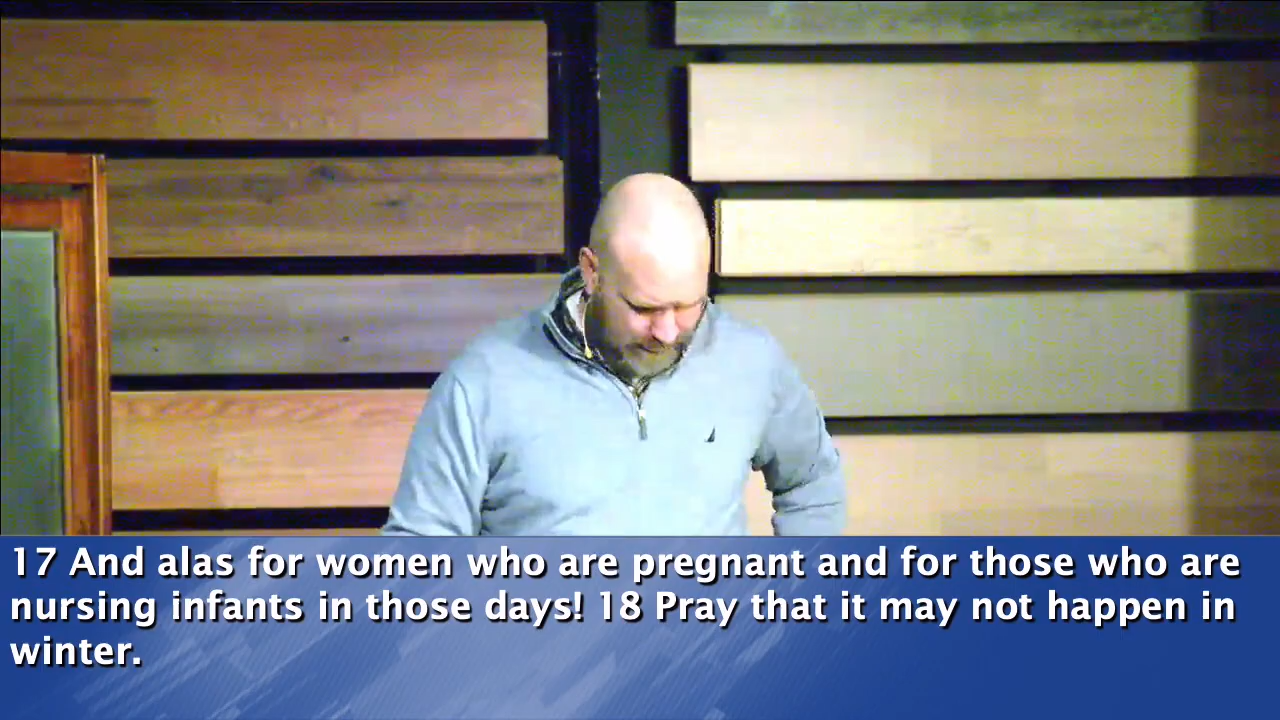 17 And alas for women who are pregnant and for those who are
nursing infants in those days! 18 Pray that it may not happen in
winter.